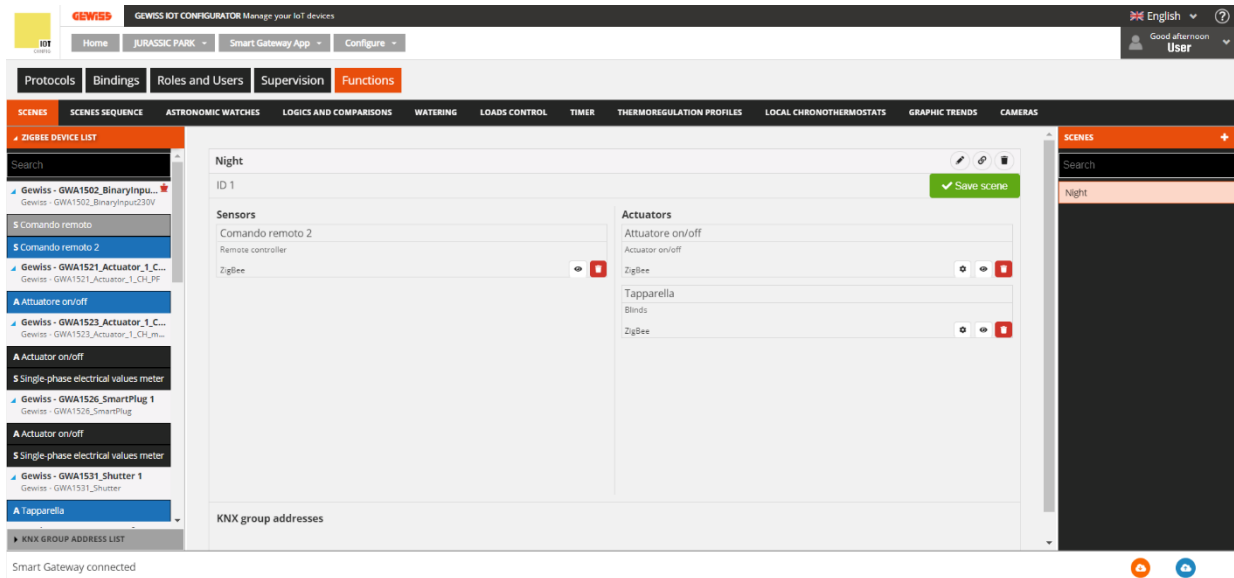 GEWISS
GEWISS IOT CONFIGURATOR Manage your IoT devices
English
?
IOT
CONFIG
Home
JURASSIC PARK
Smart Gateway App
Configure
Good afternoon
User
Protocols
Bindings
Roles and Users
Supervision
Functions
SCENES
SCENES SEQUENCE
ASTRONOMIC WATCHES
LOGICS AND COMPARISONS
WATERING
LOADS CONTROL
TIMER
THERMOREGULATION PROFILES
LOCAL CHRONOTHERMOSTATS
GRAPHIC TRENDS
CAMERAS
ZIGBEE DEVICE LIST
Search
Gewiss - GWA1502_BinaryInpu...
Gewiss - GWA1502_BinaryInput230V
S Comando remoto
S Comando remoto 2
Gewiss - GWA1521_Actuator_1_C...
Gewiss - GWA1521_Actuator_1_CH_PF
A Attuatore on/off
Gewiss - GWA1523_Actuator_1_C...
Gewiss - GWA1523_Actuator_1_CH_m...
A Actuator on/off
S Single-phase electrical values meter
Gewiss - GWA1526_SmartPlug 1
Gewiss - GWA1526_SmartPlug
A Actuator on/off
S Single-phase electrical values meter
Gewiss - GWA1531_Shutter 1
Gewiss - GWA1531_Shutter
A Tapparella
KNX GROUP ADDRESS LIST
Night
ID 1
Save scene
Sensors
Comando remoto 2
Remote controller
ZigBee
Actuators
Attuatore on/off
Actuator on/off
ZigBee
Tapparella
Blinds
ZigBee
KNX group addresses
SCENES
+
Search
Night
Smart Gateway connected